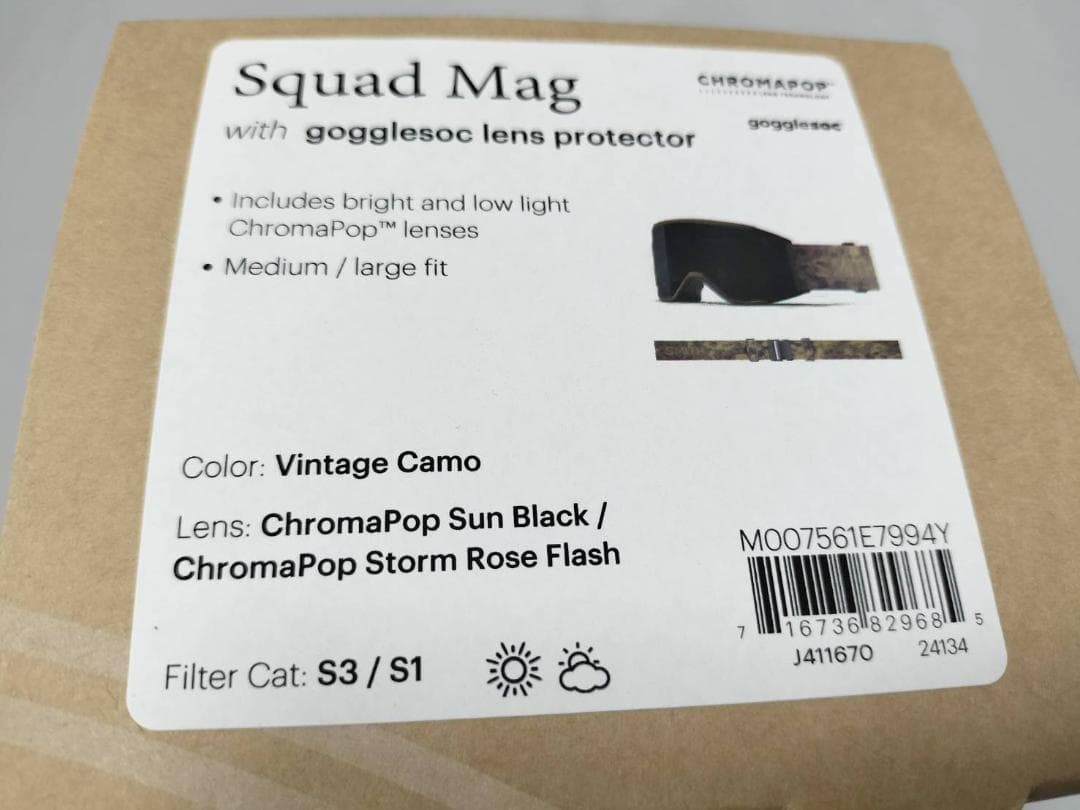 Squad Mag
with gogglesoc lens protector
CHROMAPOP™
gogglesoc
• Includes bright and low light
ChromaPop™ lenses
• Medium / large fit
SMITH
Color: Vintage Camo
Lens: ChromaPop Sun Black /
ChromaPop Storm Rose Flash
Filter Cat: S3 / S1
M007561E7994Y
7 16736 82968 5
J411670 24134